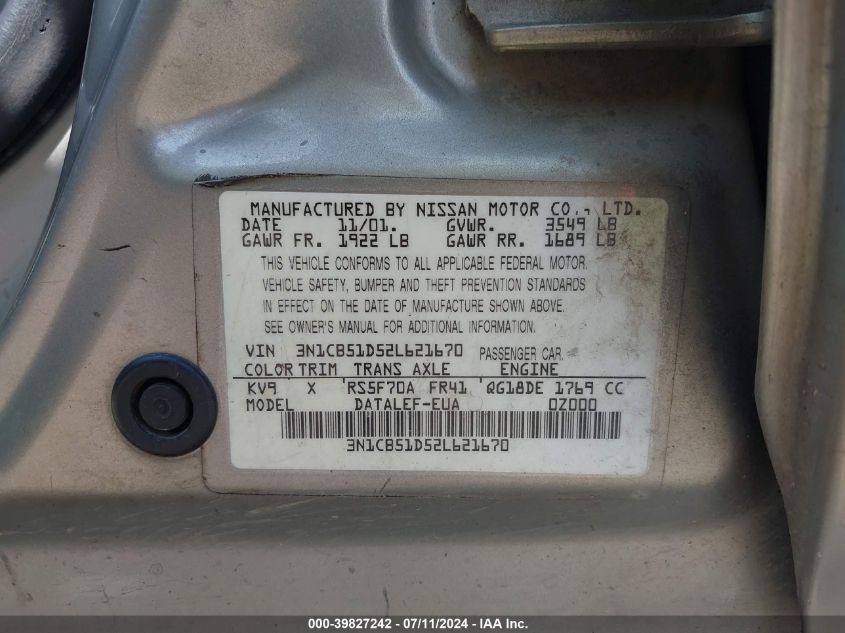 MANUFACTURED BY NISSAN MOTOR CO., LTD.
DATE 11/01. GVWR. 3549 LB
GAWR FR. 1922 LB GAWR RR. 1689 LB
THIS VEHICLE CONFORMS TO ALL APPLICABLE FEDERAL MOTOR
VEHICLE SAFETY, BUMPER AND THEFT PREVENTION STANDARDS
IN EFFECT ON THE DATE OF MANUFACTURE SHOWN ABOVE.
SEE OWNER'S MANUAL FOR ADDITIONAL INFORMATION.
VIN 3N1CB51D52L621670 PASSENGER CAR.
COLOR TRIM TRANS AXLE ENGINE
KV9 X RS5F70A FR41 QG18DE 1769 CC
MODEL DATALEF-EUA 0Z000
3N1CB51D52L621670
000-39827242 - 07/11/2024 - IAA Inc.